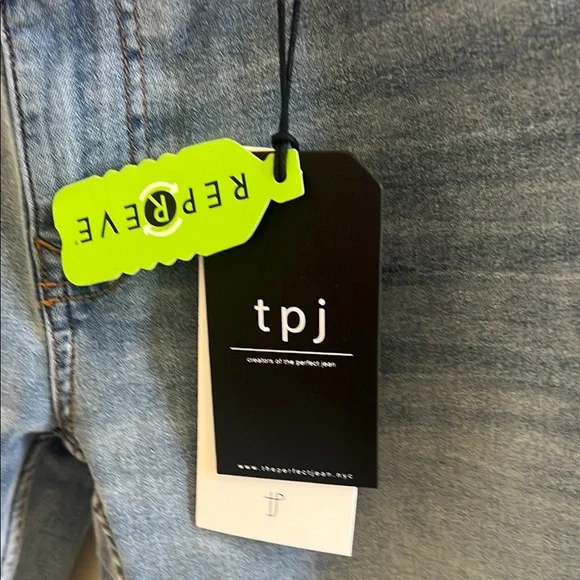 REPREVE
tpj
creators of the perfect jean
www.theperfectjean.nyc